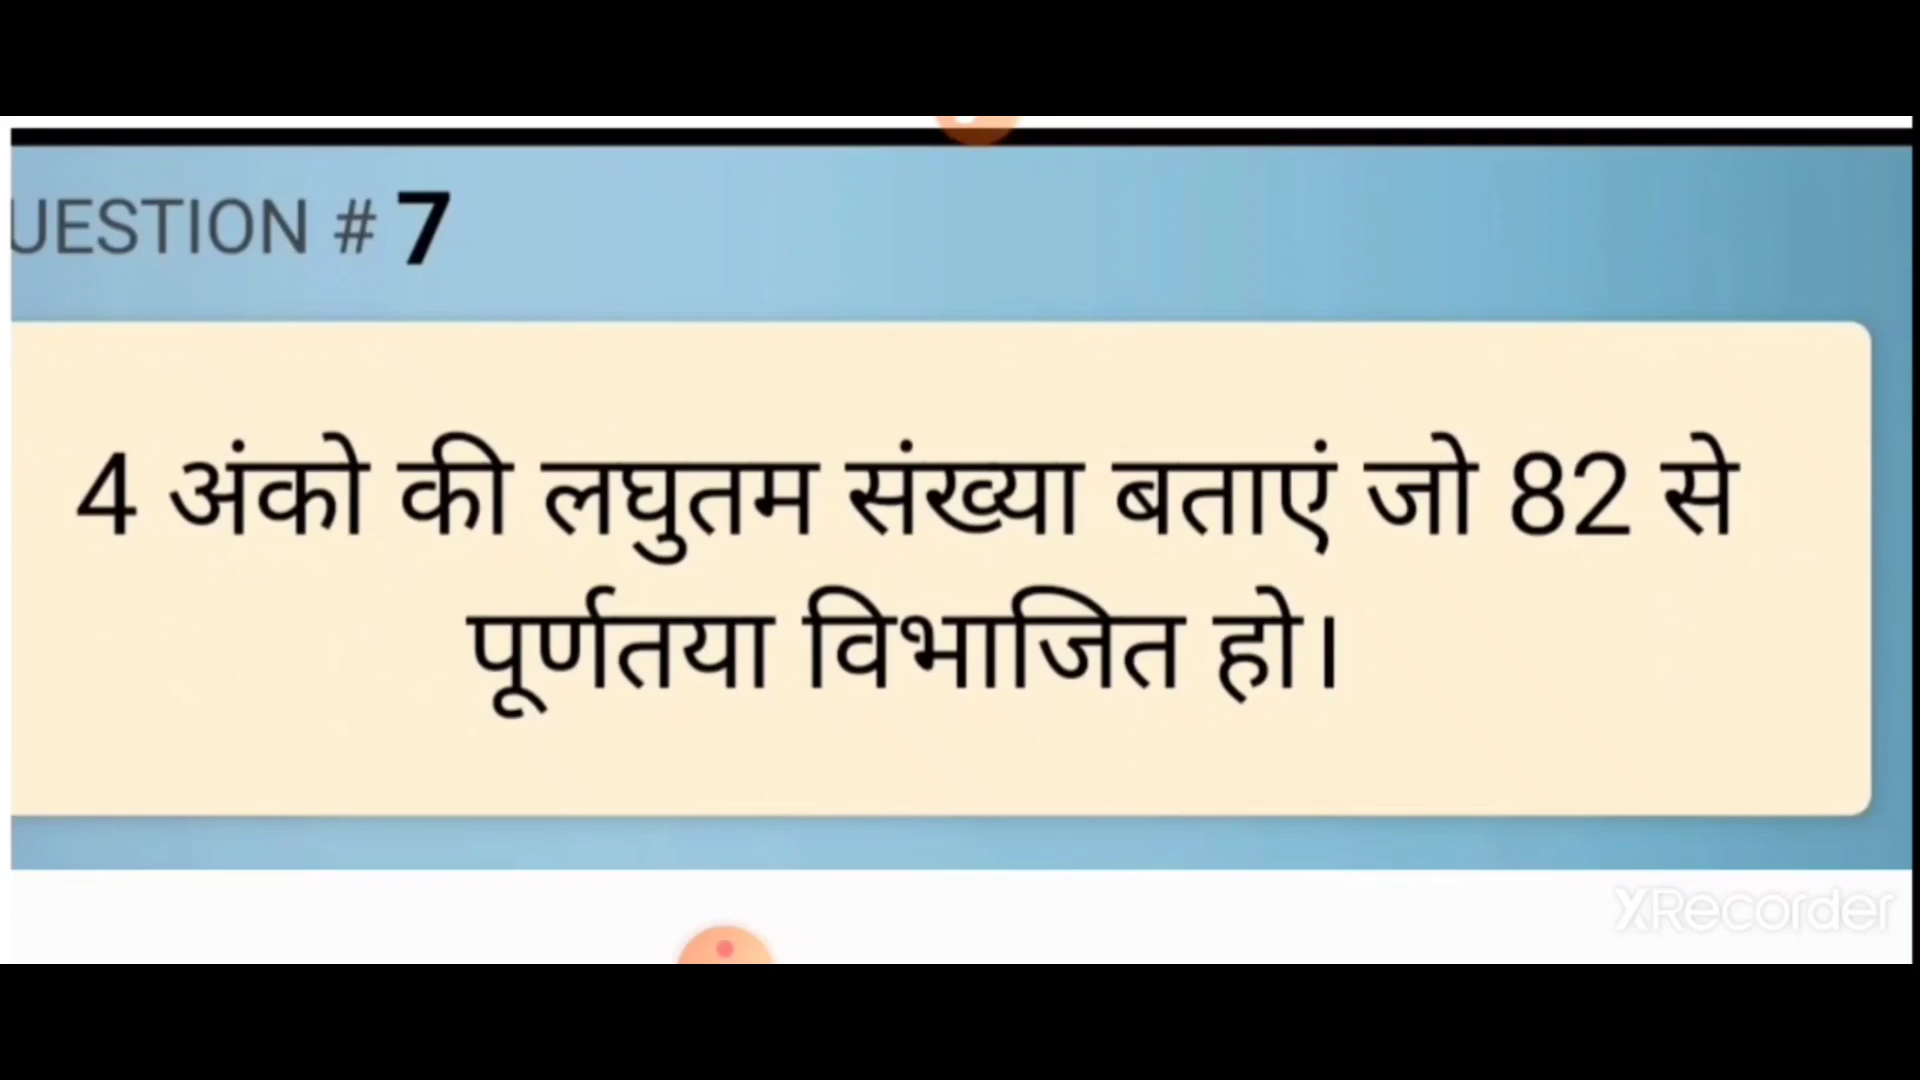 UESTION # 7
4 अंको की लघुतम संख्या बताएं जो 82 से
पूर्णतया विभाजित हो।
XRecorder